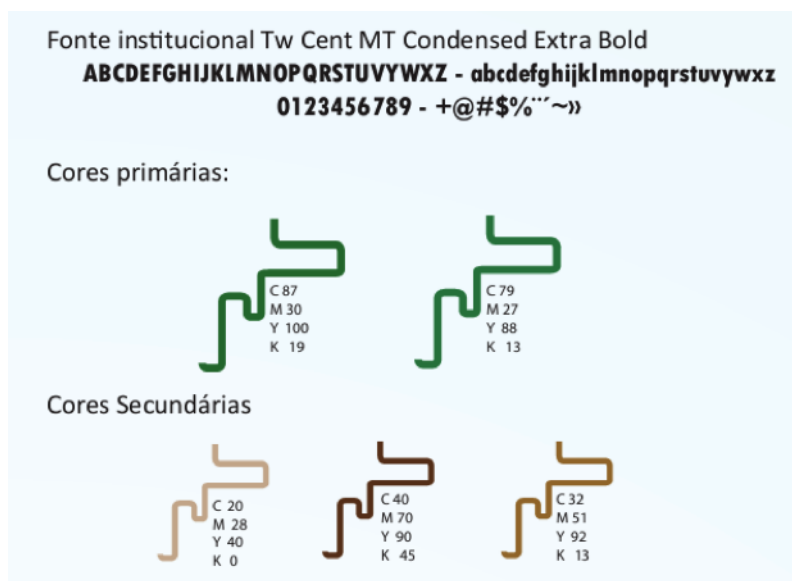 Fonte institucional Tw Cent MT Condensed Extra Bold
ABCDEFGHIJKLMNOPQRSTUVYWXZ - abcdefghijklmnopqrstuvywxz
0123456789 - +@#$%¨´~»
Cores primárias:
C 87
M 30
Y 100
K 19
C 79
M 27
Y 88
K 13
Cores Secundárias
C 20
M 28
Y 40
K 0
C 40
M 70
Y 90
K 45
C 32
M 51
Y 92
K 13